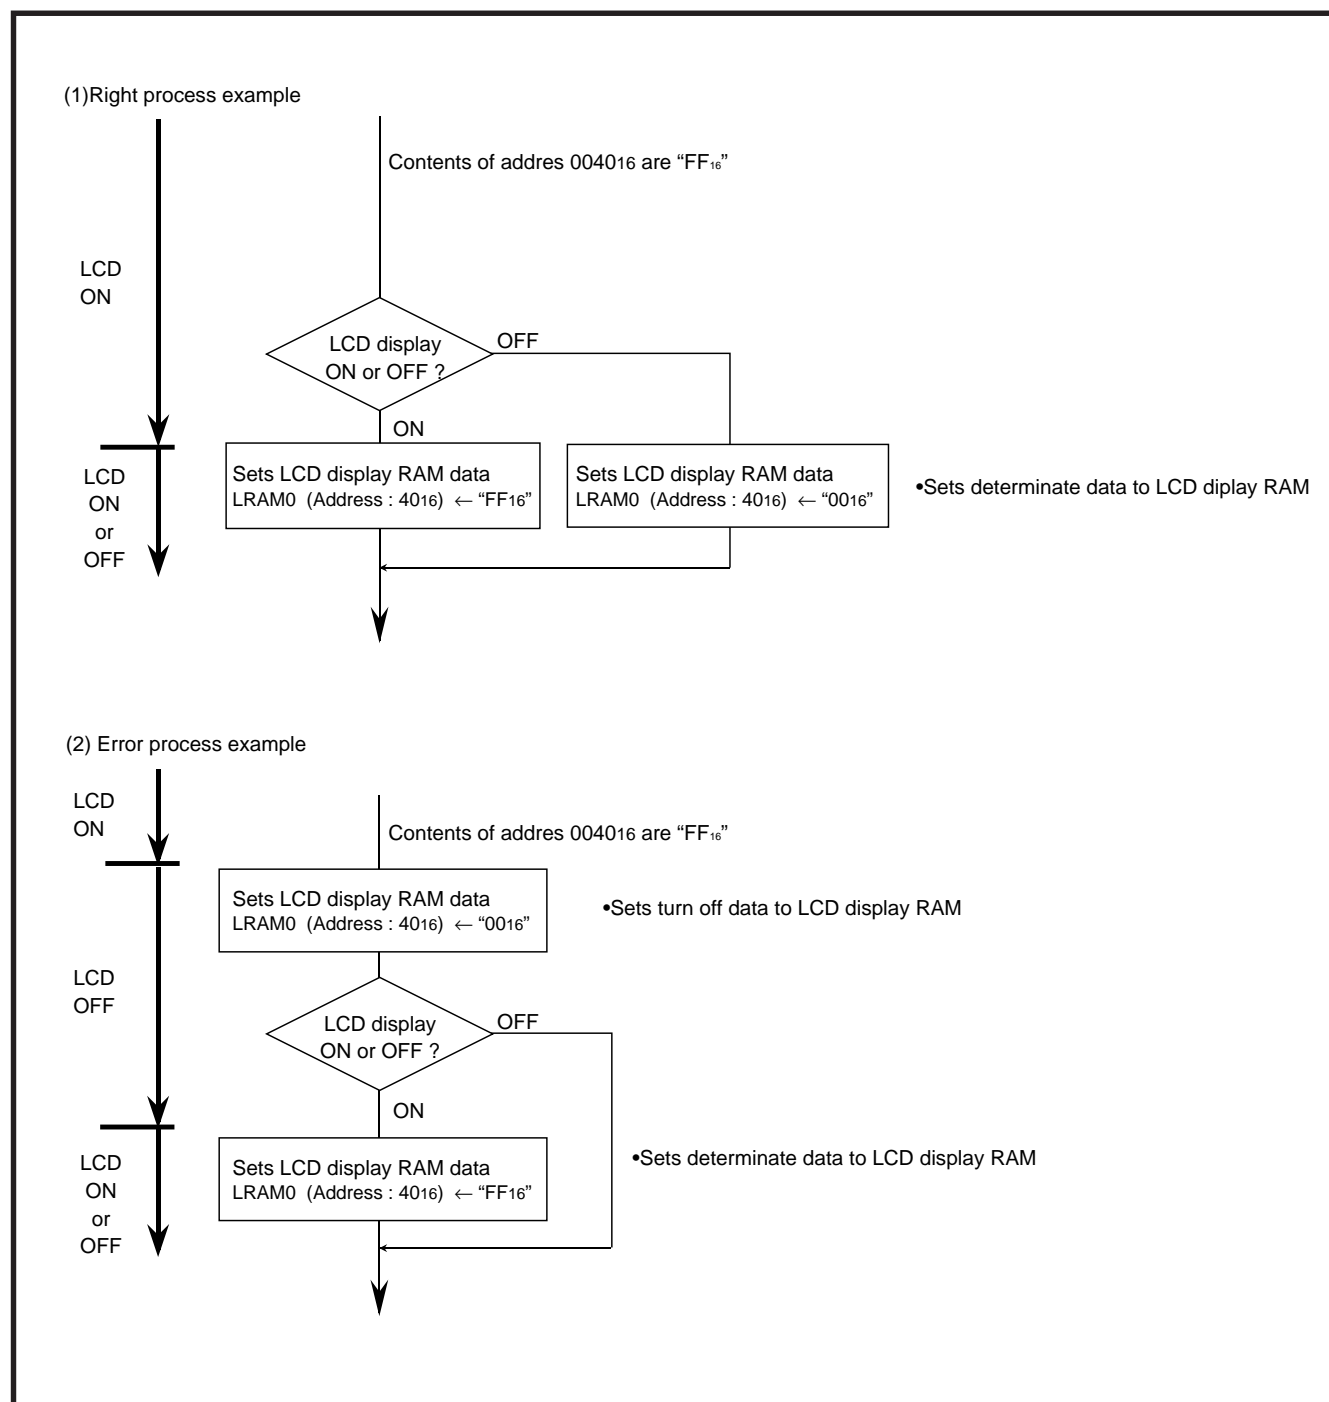 (1)Right process example
Contents of addres 004016 are “FF16”
LCD
ON
LCD display
ON or OFF ?
OFF
ON
LCD
ON
or
OFF
Sets LCD display RAM data
LRAM0 (Address : 4016) ← “FF16”
Sets LCD display RAM data
LRAM0 (Address : 4016) ← “0016”
•Sets determinate data to LCD diplay RAM
(2) Error process example
LCD
ON
Contents of addres 004016 are “FF16”
Sets LCD display RAM data
LRAM0 (Address : 4016) ← “0016”
•Sets turn off data to LCD display RAM
LCD
OFF
LCD display
ON or OFF ?
OFF
ON
LCD
ON
or
OFF
Sets LCD display RAM data
LRAM0 (Address : 4016) ← “FF16”
•Sets determinate data to LCD display RAM